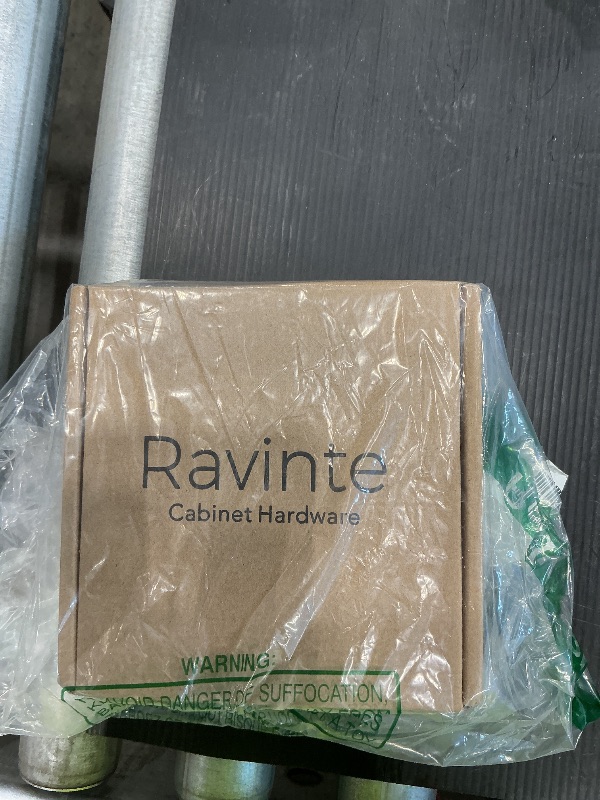 Ravinte
Cabinet Hardware
WARNING:
AVOID DANGER OF SUFFOCATION,